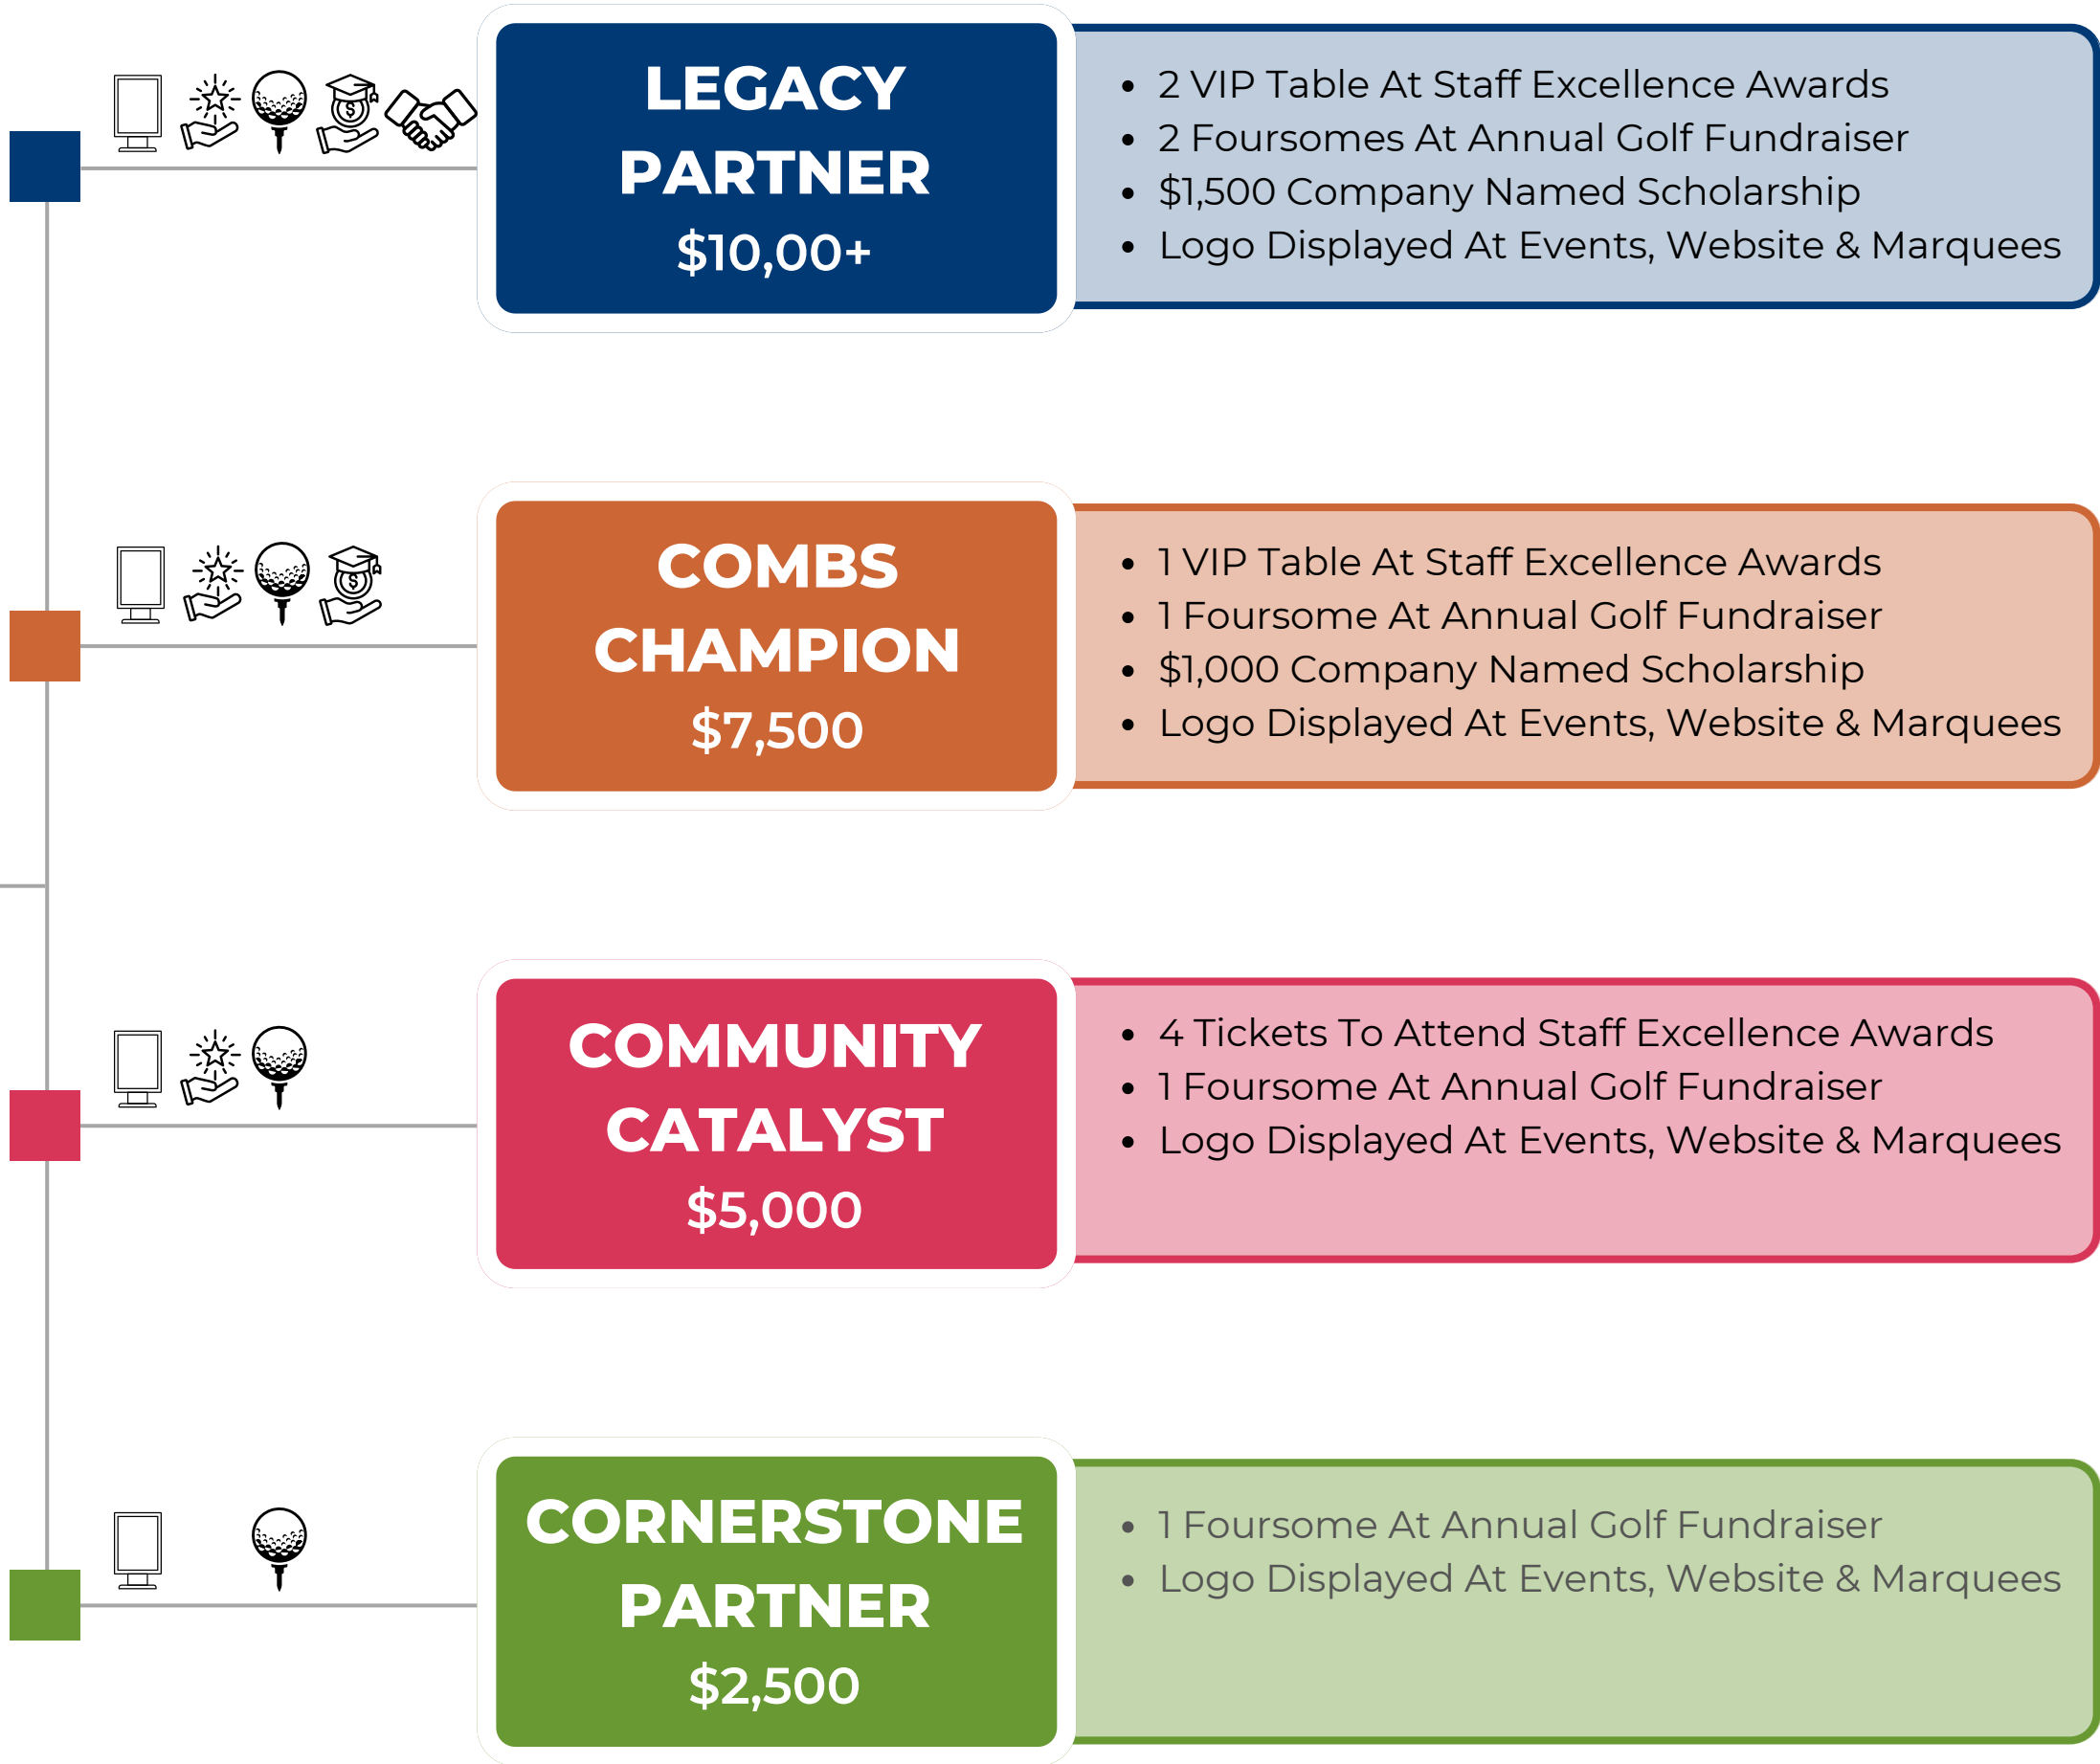 LEGACY
PARTNER
$10,00+
• 2 VIP Table At Staff Excellence Awards
• 2 Foursomes At Annual Golf Fundraiser
• $1,500 Company Named Scholarship
• Logo Displayed At Events, Website & Marquees
COMBS
CHAMPION
$7,500
• 1 VIP Table At Staff Excellence Awards
• 1 Foursome At Annual Golf Fundraiser
• $1,000 Company Named Scholarship
• Logo Displayed At Events, Website & Marquees
COMMUNITY
CATALYST
$5,000
• 4 Tickets To Attend Staff Excellence Awards
• 1 Foursome At Annual Golf Fundraiser
• Logo Displayed At Events, Website & Marquees
CORNERSTONE
PARTNER
$2,500
• 1 Foursome At Annual Golf Fundraiser
• Logo Displayed At Events, Website & Marquees